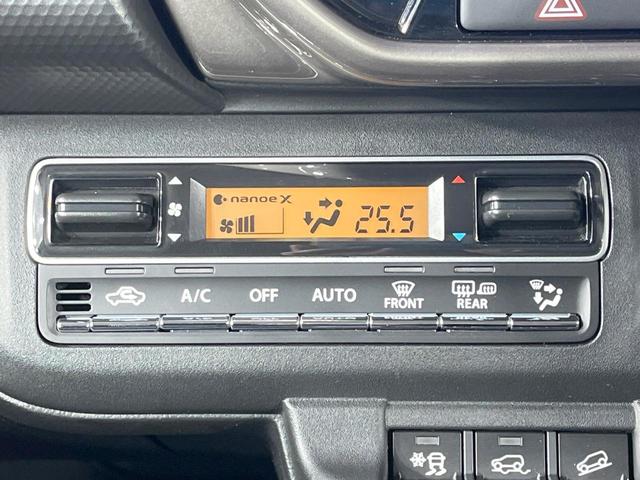 nanoe X
25.5
A/C OFF AUTO FRONT REAR